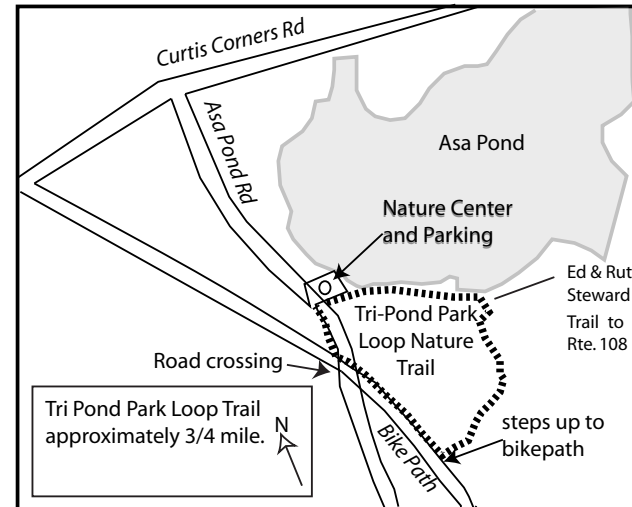 Curtis Corners Rd
Asa Pond Rd
Asa Pond
Nature Center
and Parking
Ed & Rut
Steward
Trail to
Rte. 108
Tri-Pond Park
Loop Nature
Trail
Road crossing
Tri Pond Park Loop Trail
approximately 3/4 mile.
N
Bike Path
steps up to
bikepath